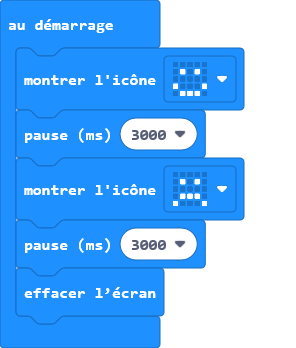 au démarrage
montrer l'icône
pause (ms) 3000
montrer l'icône
pause (ms) 3000
effacer l’écran